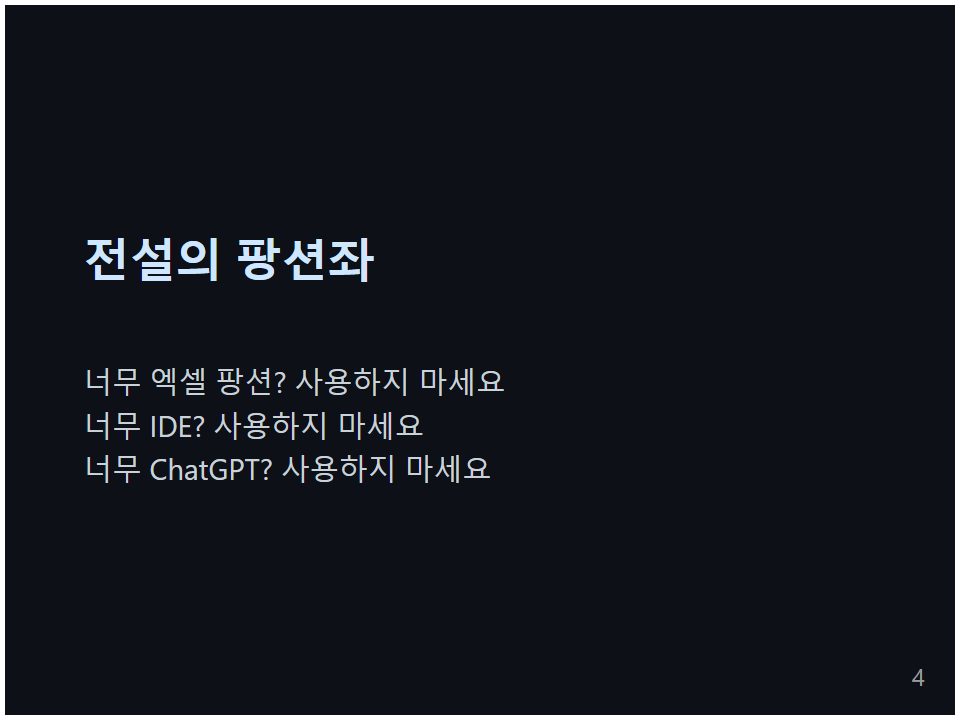 전설의 팡션좌
너무 엑셀 팡션? 사용하지 마세요
너무 IDE? 사용하지 마세요
너무 ChatGPT? 사용하지 마세요
4